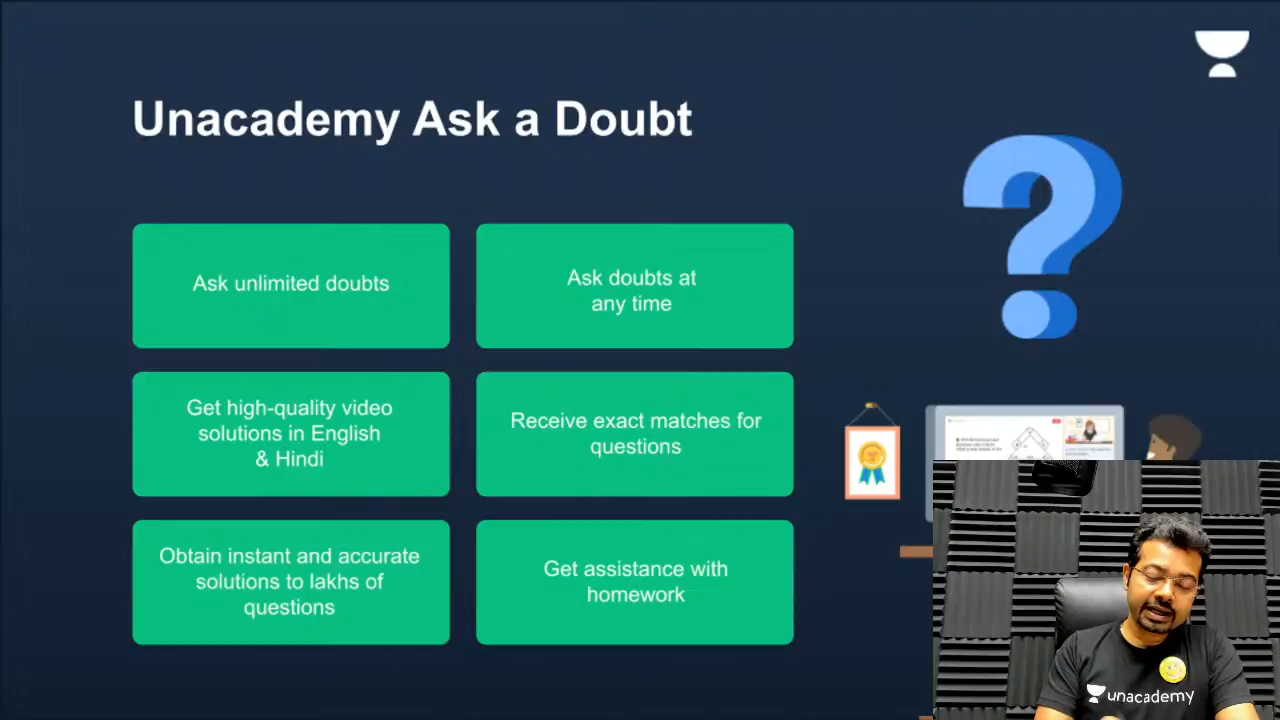 Unacademy Ask a Doubt
Ask unlimited doubts
Ask doubts at
any time
Get high-quality video
solutions in English
& Hindi
Receive exact matches for
questions
Obtain instant and accurate
solutions to lakhs of
questions
Get assistance with
homework
unacademy